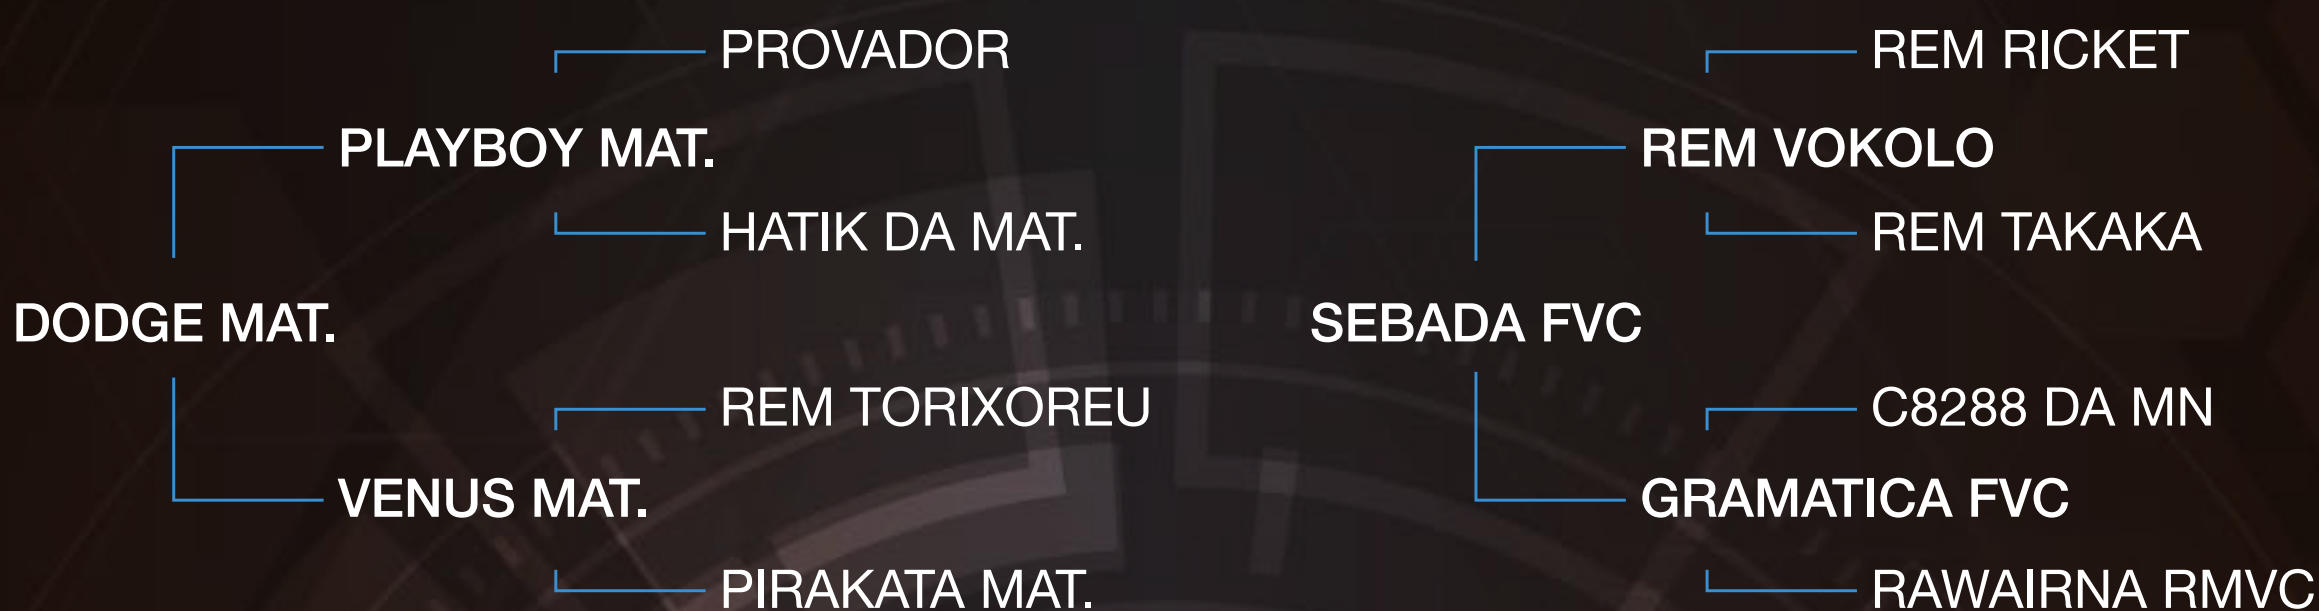 PROVADOR
PLAYBOY MAT.
HATIK DA MAT.
DODGE MAT.
REM TORIXOREU
VENUS MAT.
PIRAKATA MAT.
REM RICKET
REM VOKOLO
REM TAKAKA
SEBADA FVC
C8288 DA MN
GRAMATICA FVC
RAWAIRNA RMVC